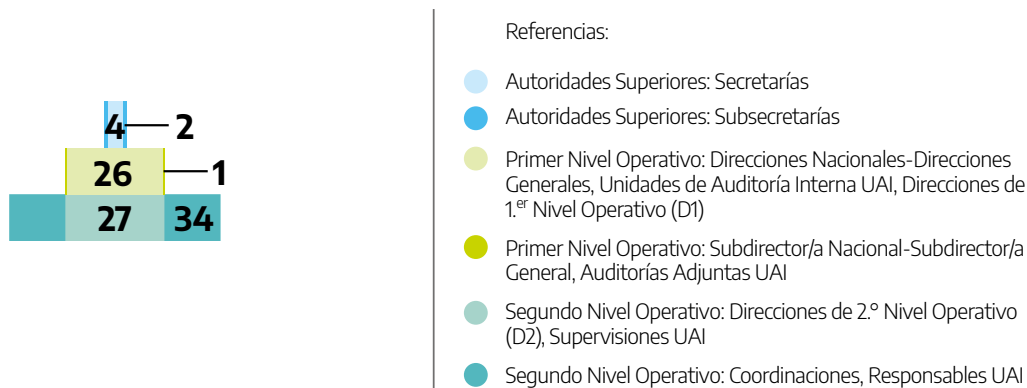 4 2
26 1
27 34
Referencias:
Autoridades Superiores: Secretarías
Autoridades Superiores: Subsecretarías
Primer Nivel Operativo: Direcciones Nacionales-Direcciones
Generales, Unidades de Auditoría Interna UAI, Direcciones de
1.er Nivel Operativo (D1)
Primer Nivel Operativo: Subdirector/a Nacional-Subdirector/a
General, Auditorías Adjuntas UAI
Segundo Nivel Operativo: Direcciones de 2.º Nivel Operativo
(D2), Supervisiones UAI
Segundo Nivel Operativo: Coordinaciones, Responsables UAI